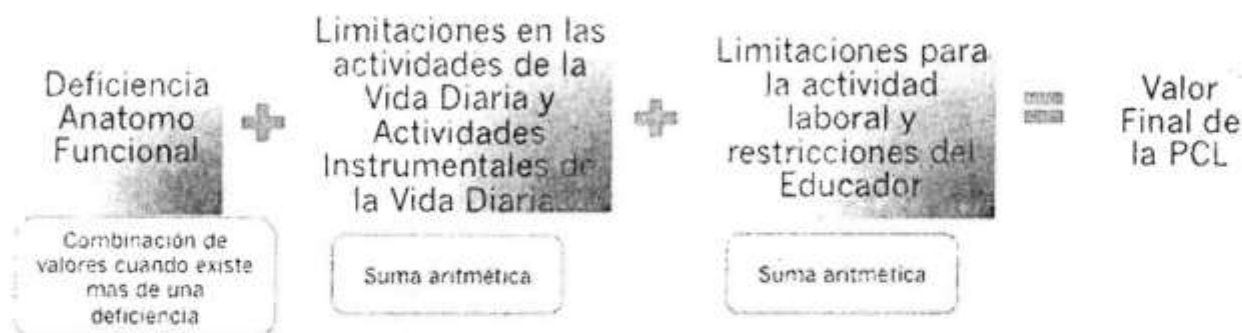 Deficiencia
Anatomo
Funcional
Limitaciones en las
actividades de la
Vida Diaria y
Actividades
Instrumentales de
la Vida Diaria
Limitaciones para
la actividad
laboral y
restricciones del
Educador
Valor
Final de
la PCL
Combinación de
valores cuando existe
mas de una
deficiencia
Suma aritmética
Suma aritmética